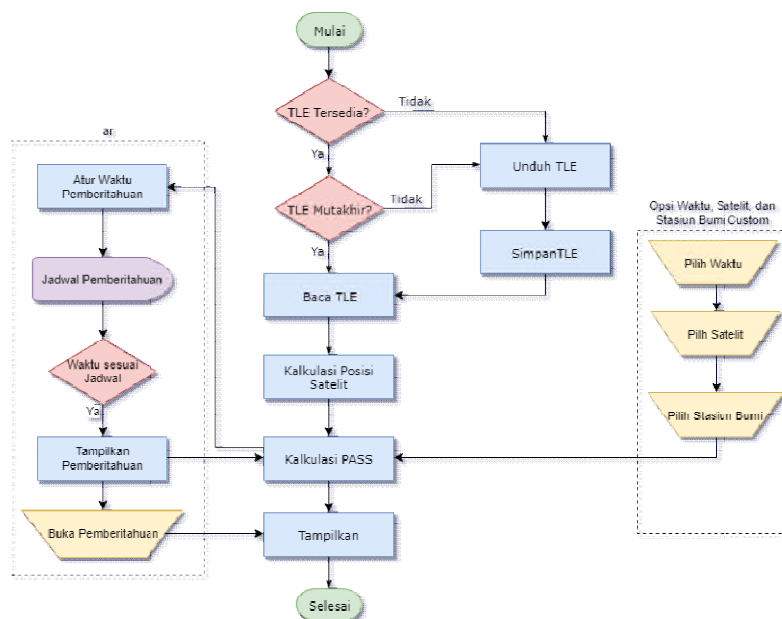 Mulai
TLE Tersedia?
Tidak
Ya
Unduh TLE
TLE Mutakhir?
Tidak
Ya
SimpanTLE
Baca TLE
Kalkulasi Posisi
Satelit
Kalkulasi PASS
Tampilkan
Selesai
ar
Atur Waktu
Pemberitahuan
Jadwal Pemberitahuan
Waktu sesuai
Jadwal
Ya
Tampilkan
Pemberitahuan
Buka Pemberitahuan
Opsi Waktu, Satelit, dan
Stasiun Bumi Custom
Pilih Waktu
Pilih Satelit
Pilih Stasiun Bumi